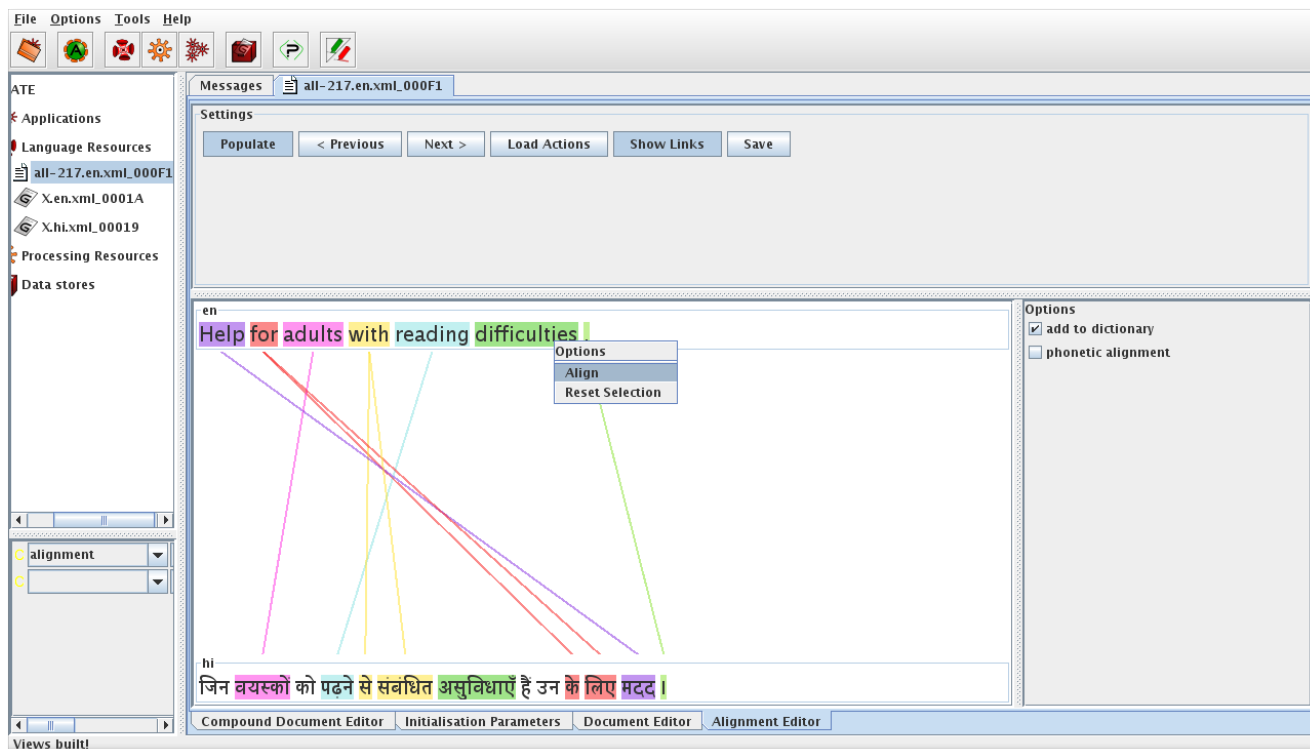 File Options Tools Help
ATE
Applications
Language Resources
all-217.en.xml_000F1
X.en.xml_0001A
X.hi.xml_00019
Processing Resources
Data stores
C alignment
C
Messages all-217.en.xml_000F1
Settings
Populate < Previous Next > Load Actions Show Links Save
en
Help for adults with reading difficulties .
Options
Align
Reset Selection
Options
add to dictionary
phonetic alignment
hi
जिन वयस्कों को पढ़ने से संबंधित असुविधाएँ हैं उन के लिए मदद ।
Compound Document Editor Initialisation Parameters Document Editor Alignment Editor
Views built!